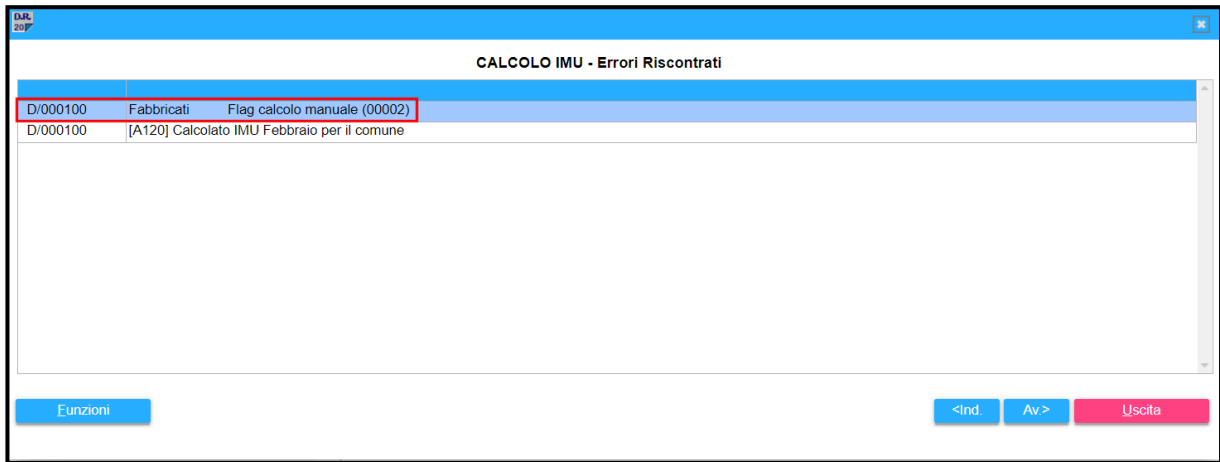 D.R.
20
CALCOLO IMU - Errori Riscontrati
D/000100 Fabbricati Flag calcolo manuale (00002)
D/000100 [A120] Calcolato IMU Febbraio per il comune
Funzioni <Ind. Av.> Uscita